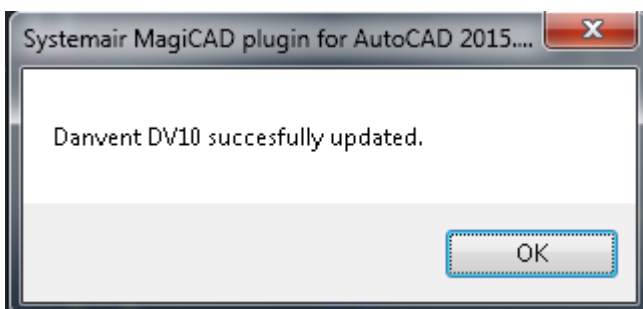 Systemair MagiCAD plugin for AutoCAD 2015....
Danvent DV10 succesfully updated.
OK